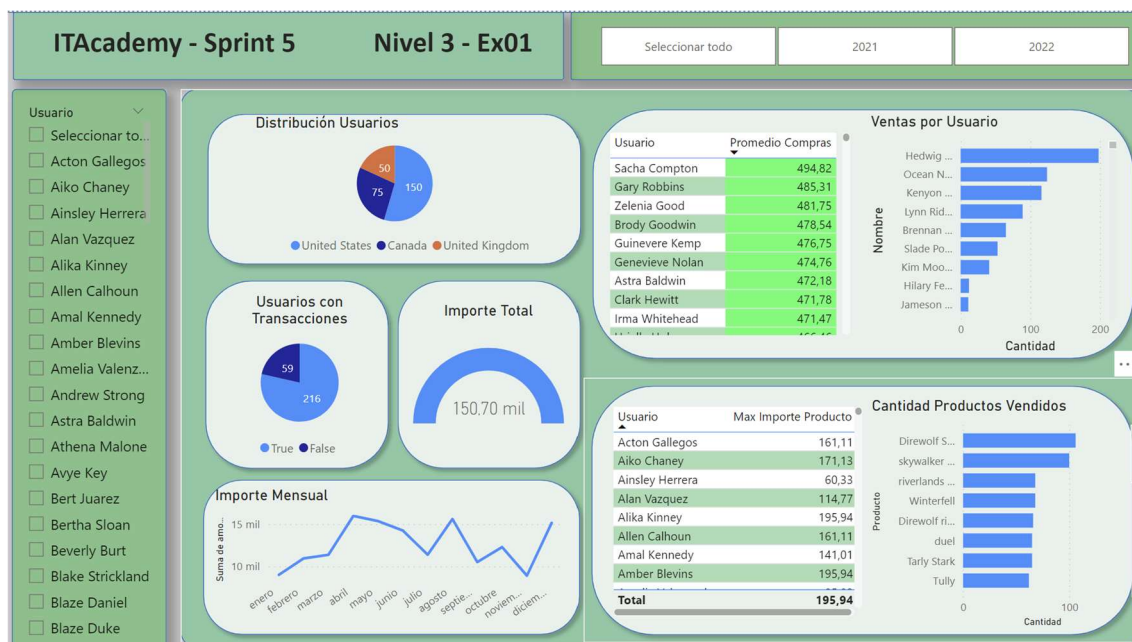 ITAcademy - Sprint 5 Nivel 3 - Ex01
Seleccionar todo 2021 2022
Usuario
Seleccionar to...
Acton Gallegos
Aiko Chaney
Ainsley Herrera
Alan Vazquez
Alika Kinney
Allen Calhoun
Amal Kennedy
Amber Blevins
Amelia Valenz...
Andrew Strong
Astra Baldwin
Athena Malone
Avye Key
Bert Juarez
Bertha Sloan
Beverly Burt
Blake Strickland
Blaze Daniel
Blaze Duke
Distribución Usuarios
50
75
150
United States Canada United Kingdom
Usuarios con
Transacciones
59
216
True False
Importe Total
150,70 mil
Importe Mensual
Suma de amo...
15 mil
10 mil
enero febrero marzo abril mayo junio julio agosto septie... octubre noviem... diciem...
Usuario Promedio Compras
Sacha Compton 494,82
Gary Robbins 485,31
Zelenia Good 481,75
Brody Goodwin 478,54
Guinevere Kemp 476,75
Genevieve Nolan 474,76
Astra Baldwin 472,18
Clark Hewitt 471,78
Irma Whitehead 471,47
Ventas por Usuario
Nombre
Hedwig ...
Ocean N...
Kenyon ...
Lynn Rid...
Brennan ...
Slade Po...
Kim Moo...
Hilary Fe...
Jameson ...
0 100 200
Cantidad
Usuario Max Importe Producto
Acton Gallegos 161,11
Aiko Chaney 171,13
Ainsley Herrera 60,33
Alan Vazquez 114,77
Alika Kinney 195,94
Allen Calhoun 161,11
Amal Kennedy 141,01
Amber Blevins 195,94
Total 195,94
Cantidad Productos Vendidos
Producto
Direwolf S...
skywalker ...
riverlands ...
Winterfell
Direwolf ri...
duel
Tarly Stark
Tully
0 100
Cantidad